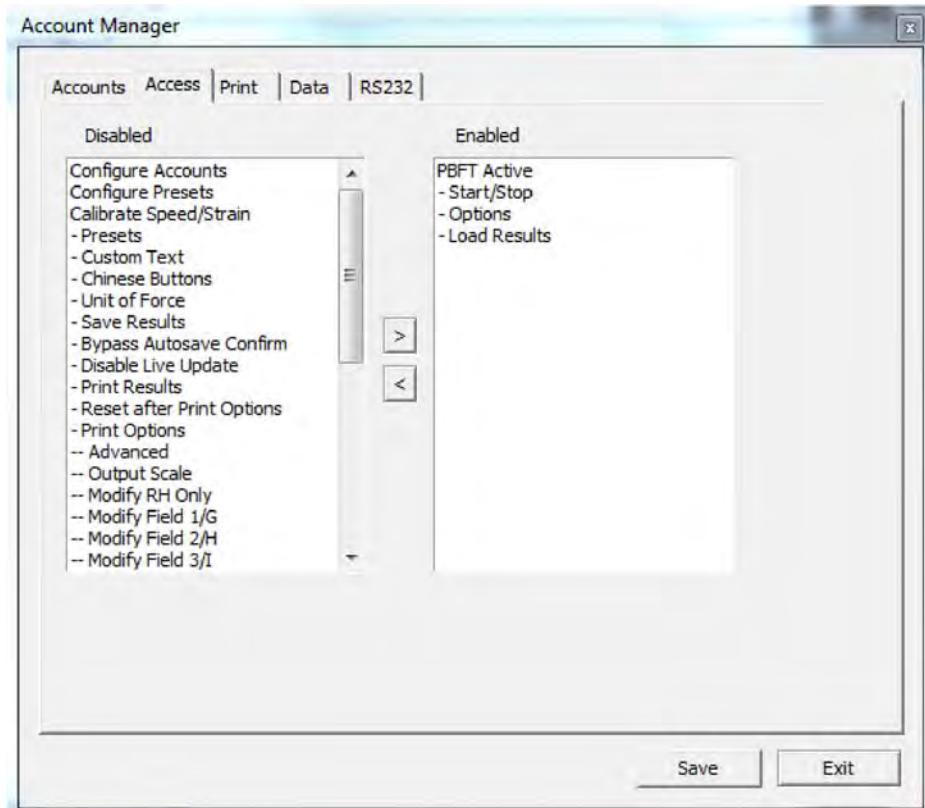 Account Manager
x
Accounts Access Print Data RS232
Disabled
Configure Accounts
Configure Presets
Calibrate Speed/Strain
- Presets
- Custom Text
- Chinese Buttons
- Unit of Force
- Save Results
- Bypass Autosave Confirm
- Disable Live Update
- Print Results
- Reset after Print Options
- Print Options
-- Advanced
-- Output Scale
-- Modify RH Only
-- Modify Field 1/G
-- Modify Field 2/H
-- Modify Field 3/I
>
<
Enabled
PBFT Active
- Start/Stop
- Options
- Load Results
Save Exit